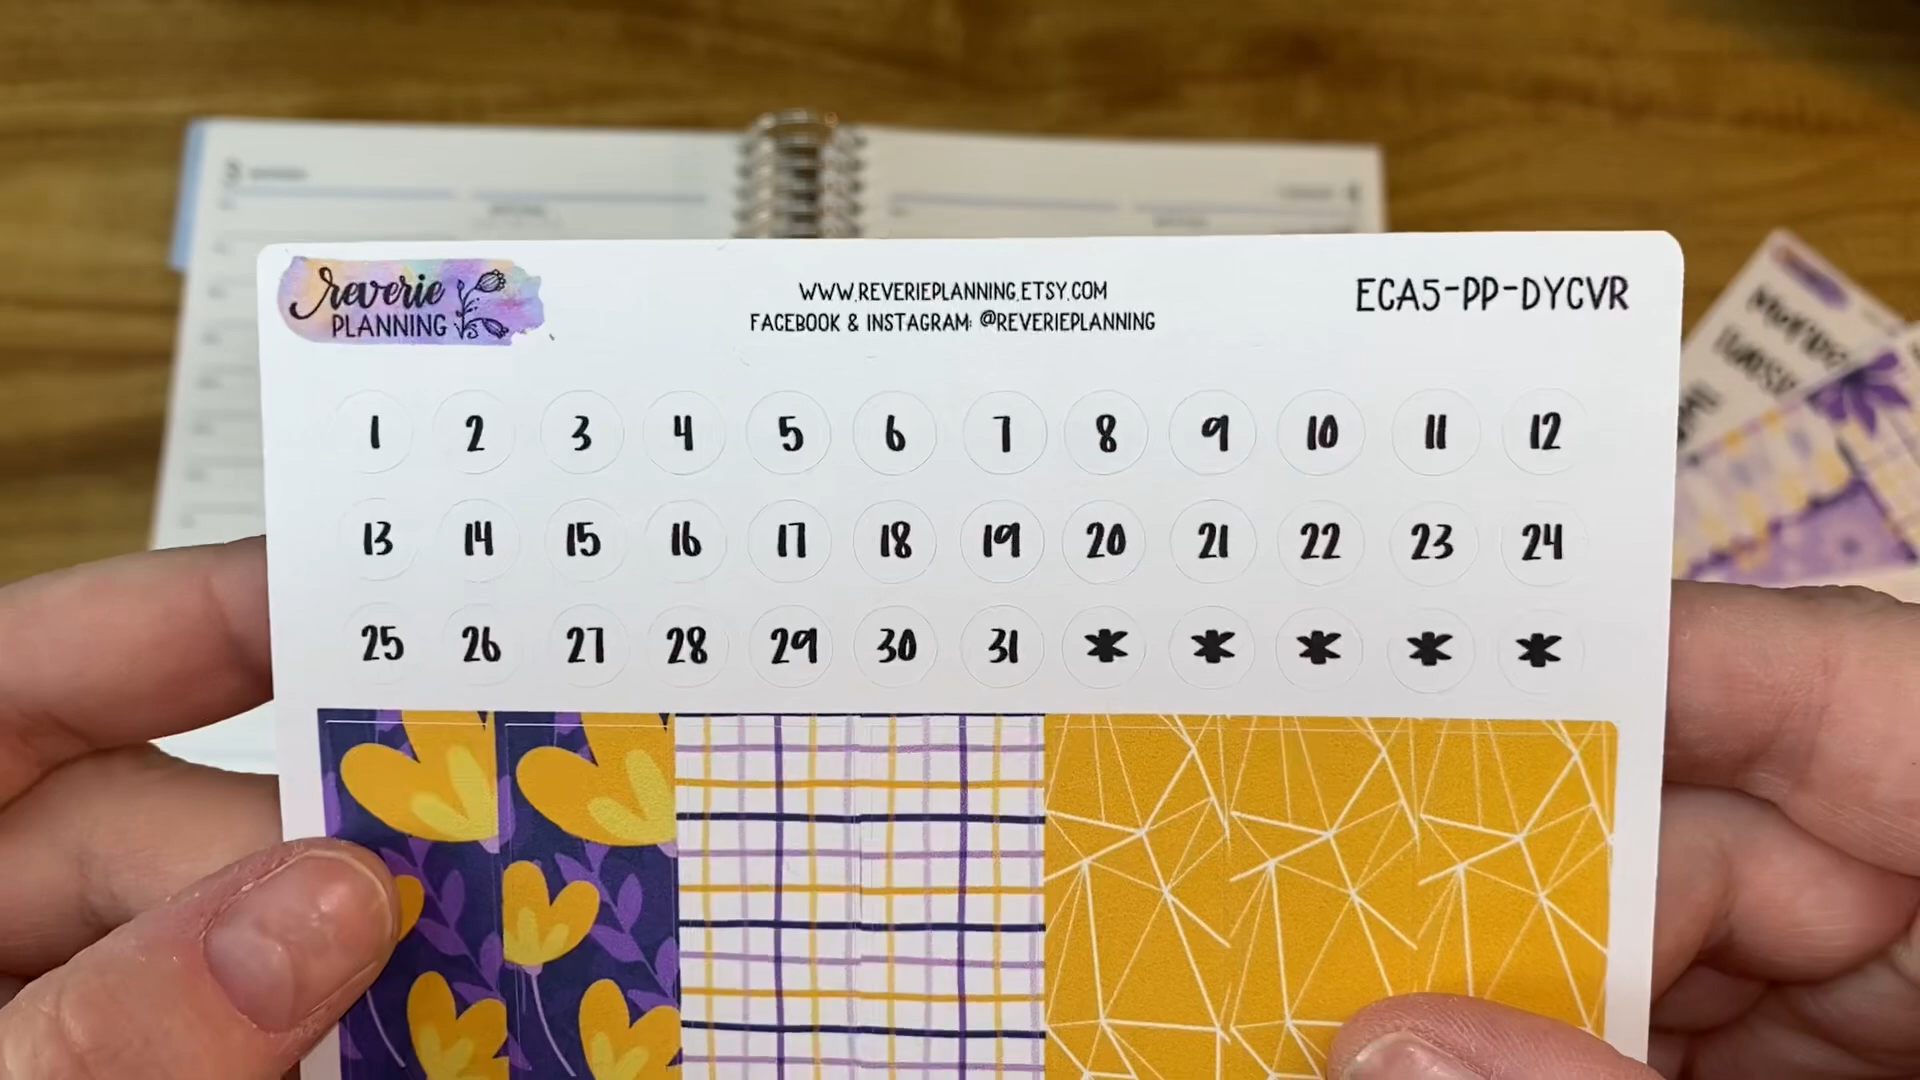 reverie
PLANNING
WWW.REVERIEPLANNING.ETSY.COM
FACEBOOK & INSTAGRAM: @REVERIEPLANNING
ECA5-PP-DYCVR
1 2 3 4 5 6 7 8 9 10 11 12
13 14 15 16 17 18 19 20 21 22 23 24
25 26 27 28 29 30 31 * * * * *